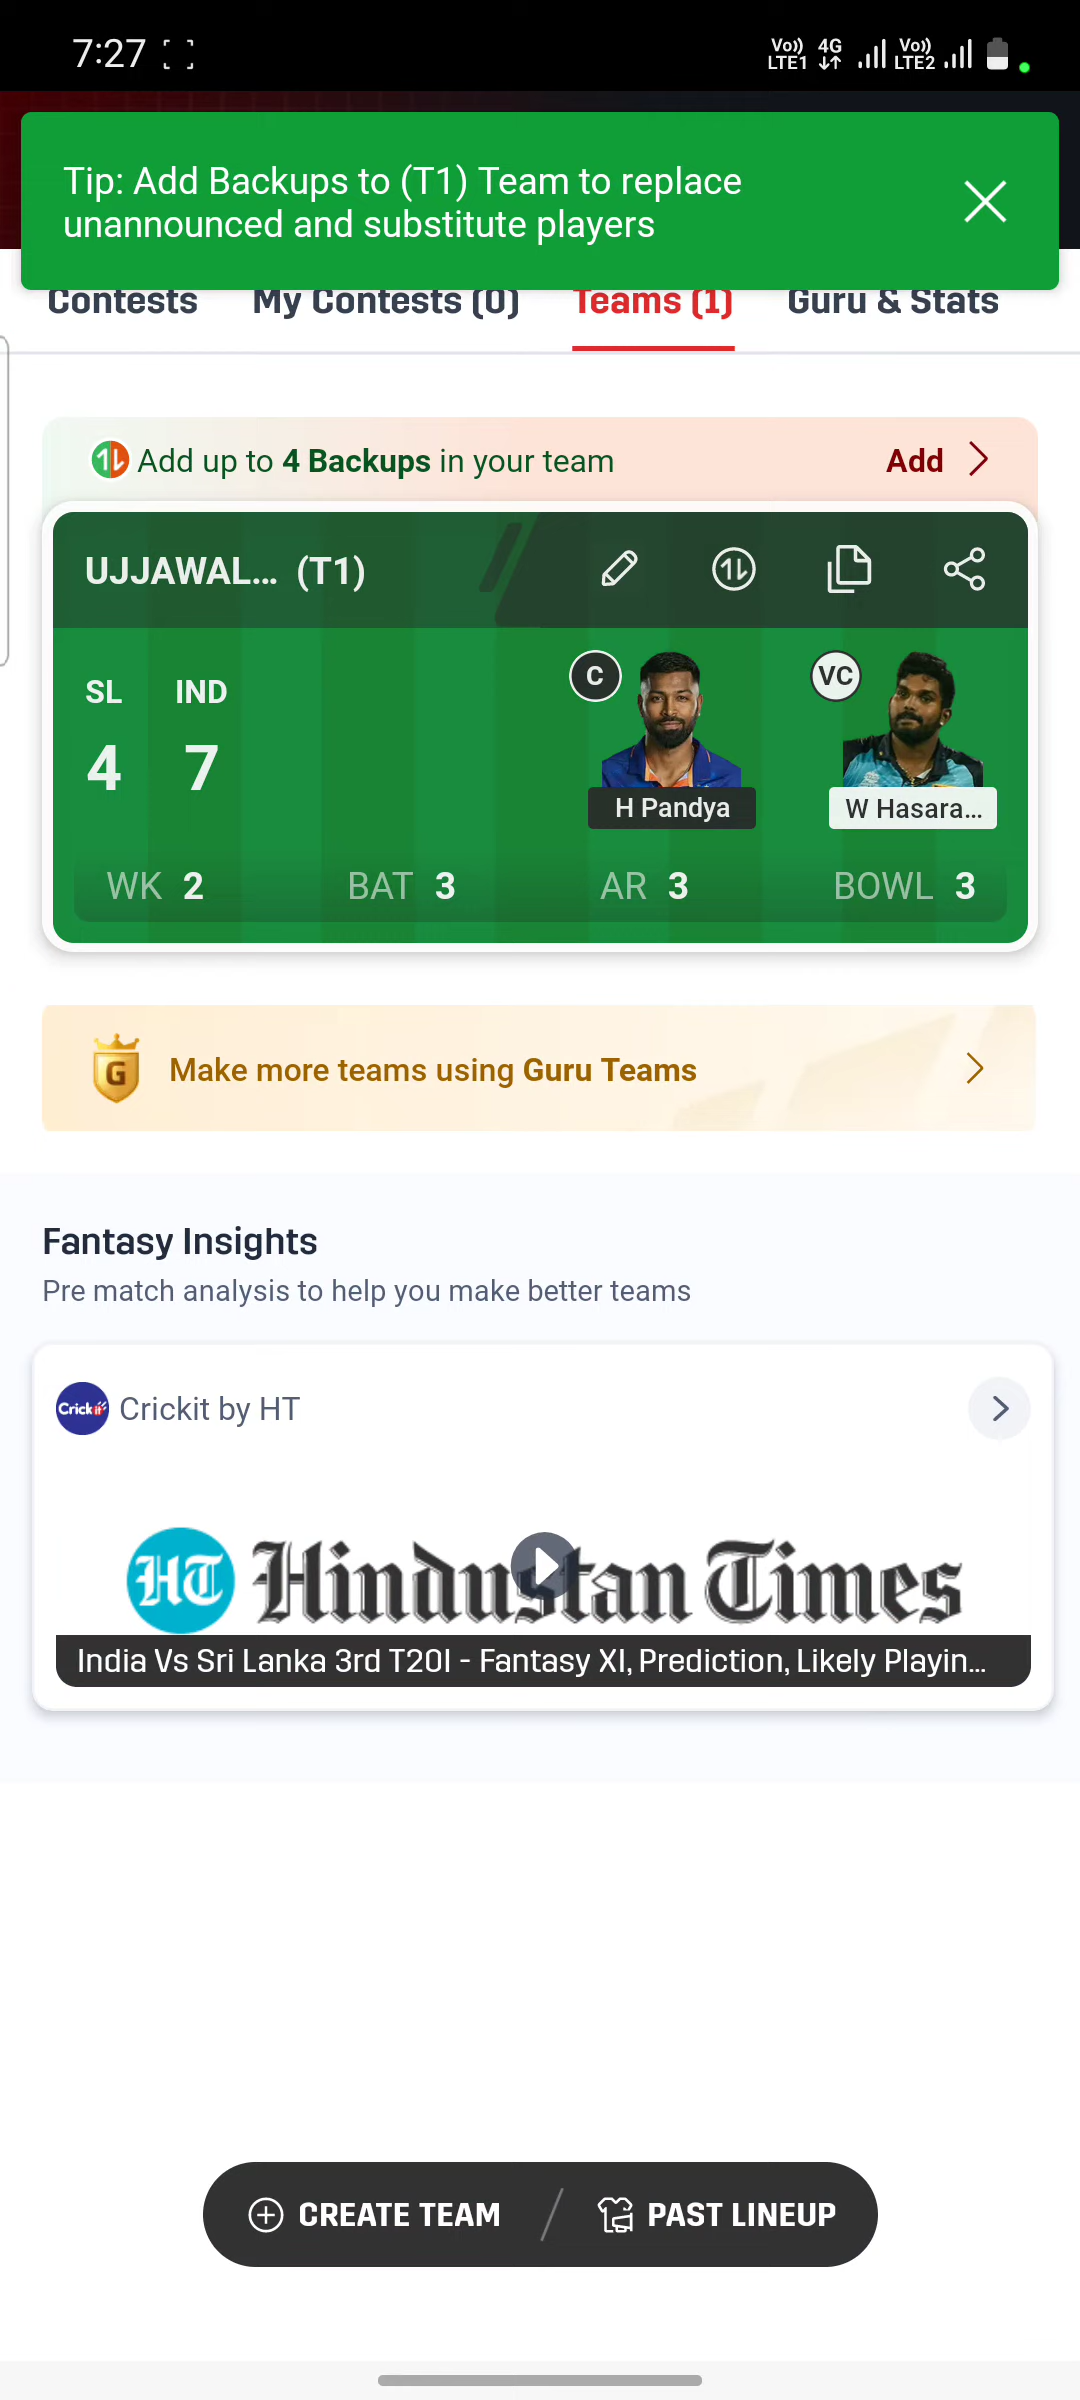 7:27
Vo)) LTE1 4G Vo)) LTE2
Tip: Add Backups to (T1) Team to replace
unannounced and substitute players
Contests My Contests (0) Teams (1) Guru & Stats
Add up to 4 Backups in your team Add
UJJAWAL... (T1)
C VC
SL IND
4 7
H Pandya W Hasara...
WK 2 BAT 3 AR 3 BOWL 3
G Make more teams using Guru Teams
Fantasy Insights
Pre match analysis to help you make better teams
Crickit Crickit by HT
HT Hindustan Times
India Vs Sri Lanka 3rd T20I - Fantasy XI, Prediction, Likely Playin...
CREATE TEAM PAST LINEUP